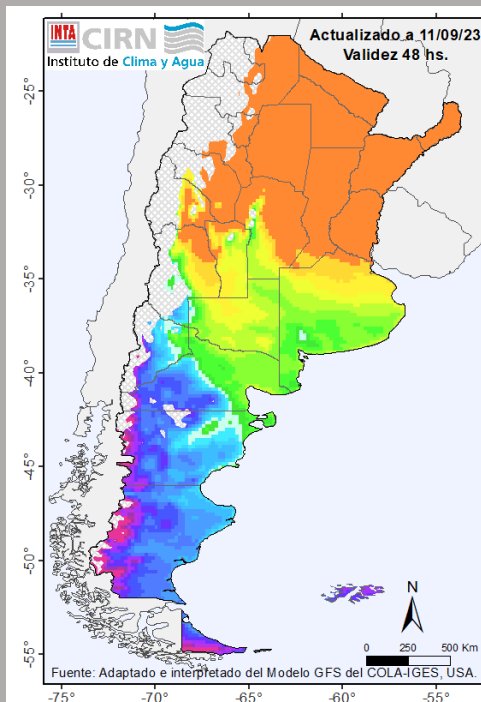 INTA CIRN
Instituto de Clima y Agua
Actualizado a 11/09/23
Validez 48 hs.
-25°
-30°
-35°
-40°
-45°
-50°
-55°
N
0 250 500 Km
Fuente: Adaptado e interpretado del Modelo GFS del COLA-IGES, USA.
-75° -70° -65° -60° -55°